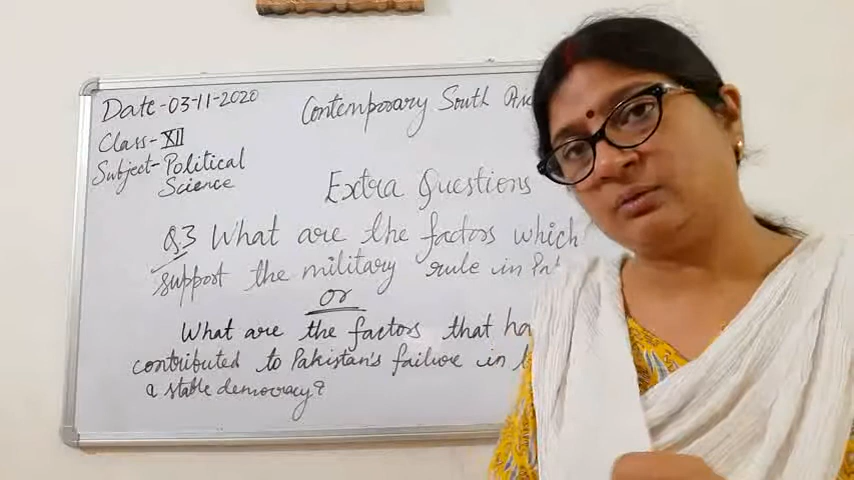 Date-03-11-2020
Contemporary South
Class-XII
Subject-Political
Science
Extra Questions
Q.3 What are the factors which
support the military rule in
or
What are the factors that
contributed to Pakistan's failure in
a stable democracy?